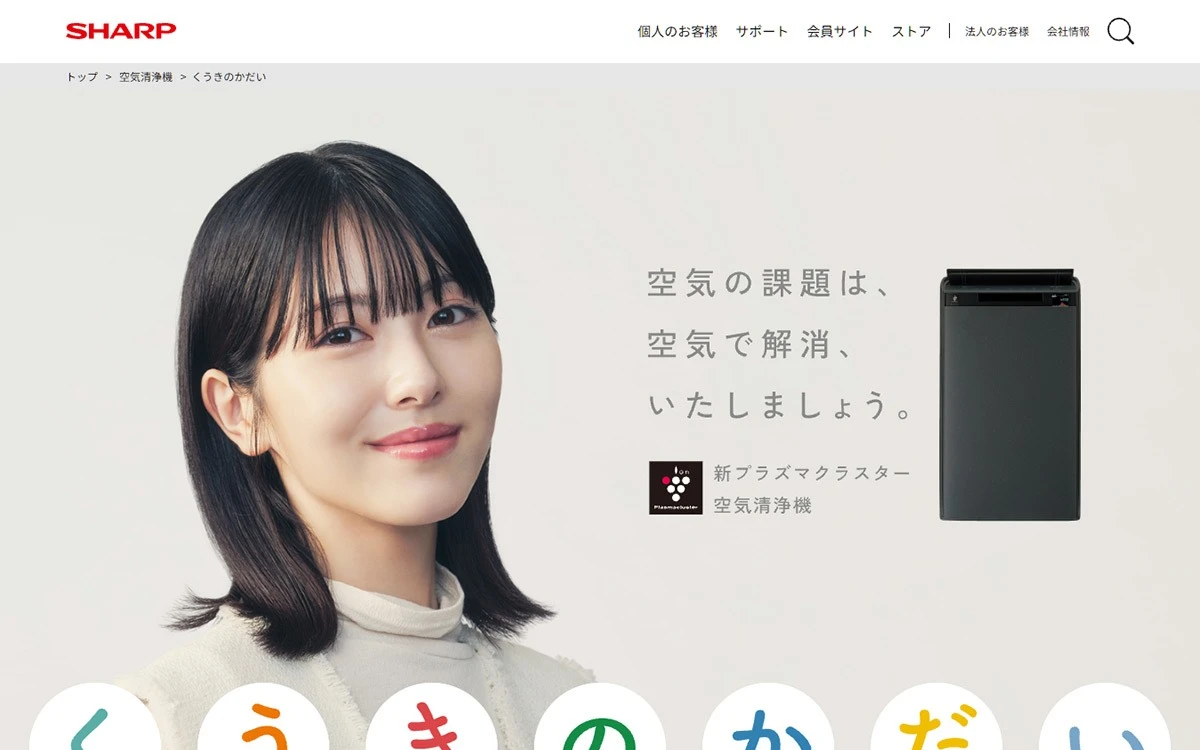 SHARP
個人のお客様 サポート 会員サイト ストア 法人のお客様 会社情報
トップ > 空気清浄機 > くうきのかだい
空気の課題は、
空気で解消、
いたしましょう。
ion
Plasmacluster
新プラズマクラスター
空気清浄機
くうきのかだい